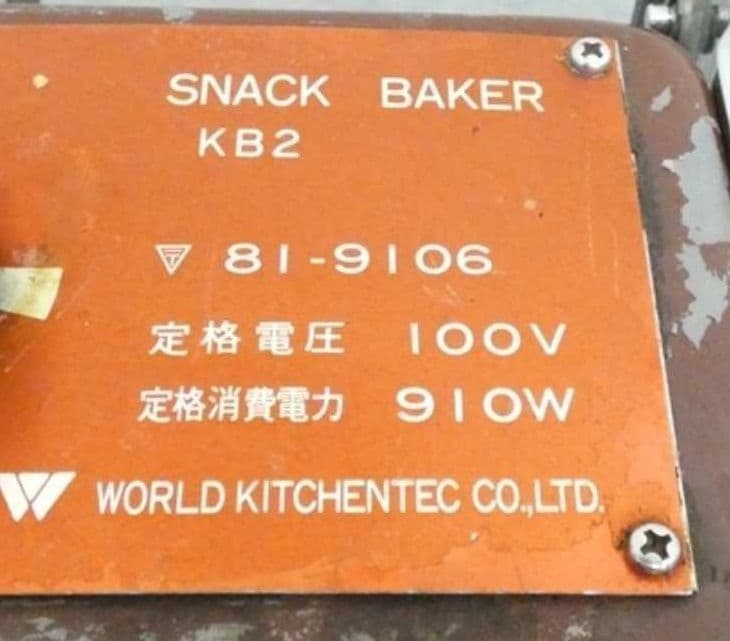 SNACK BAKER
KB2
81-9106
定格電圧 100V
定格消費電力 910W
WORLD KITCHENTEC CO.,LTD.